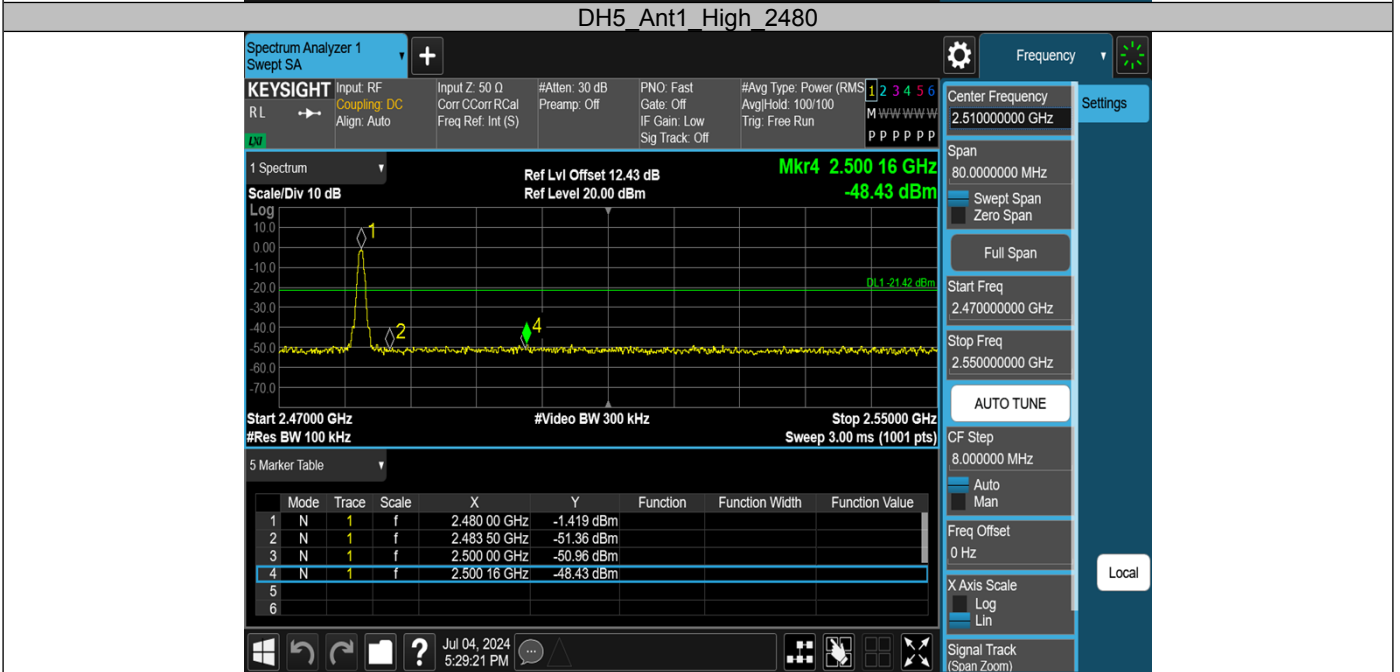 DH5_Ant1_High_2480
Spectrum Analyzer 1
Swept SA
+
Frequency
KEYSIGHT
R L
LXI
Input: RF
Coupling: DC
Align: Auto
Input Z: 50 Ω
Corr CCorr RCal
Freq Ref: Int (S)
#Atten: 30 dB
Preamp: Off
PNO: Fast
Gate: Off
IF Gain: Low
Sig Track: Off
#Avg Type: Power (RMS
Avg|Hold: 100/100
Trig: Free Run
1 2 3 4 5 6
M W W W W W
P P P P P P
1 Spectrum
Scale/Div 10 dB
Ref Lvl Offset 12.43 dB
Ref Level 20.00 dBm
Mkr4 2.500 16 GHz
-48.43 dBm
Log
10.0
0.00
-10.0
-20.0
-30.0
-40.0
-50.0
-60.0
-70.0
1
2
4
DL1 -21.42 dBm
Start 2.47000 GHz
#Video BW 300 kHz
Stop 2.55000 GHz
#Res BW 100 kHz
Sweep 3.00 ms (1001 pts)
5 Marker Table
Mode Trace Scale X Y Function Function Width Function Value
1 N 1 f 2.480 00 GHz -1.419 dBm
2 N 1 f 2.483 50 GHz -51.36 dBm
3 N 1 f 2.500 00 GHz -50.96 dBm
4 N 1 f 2.500 16 GHz -48.43 dBm
5
6
?
Jul 04, 2024
5:29:21 PM
Center Frequency
2.510000000 GHz
Span
80.0000000 MHz
Swept Span
Zero Span
Full Span
Start Freq
2.470000000 GHz
Stop Freq
2.550000000 GHz
AUTO TUNE
CF Step
8.000000 MHz
Auto
Man
Freq Offset
0 Hz
X Axis Scale
Log
Lin
Signal Track
(Span Zoom)
Settings
Local